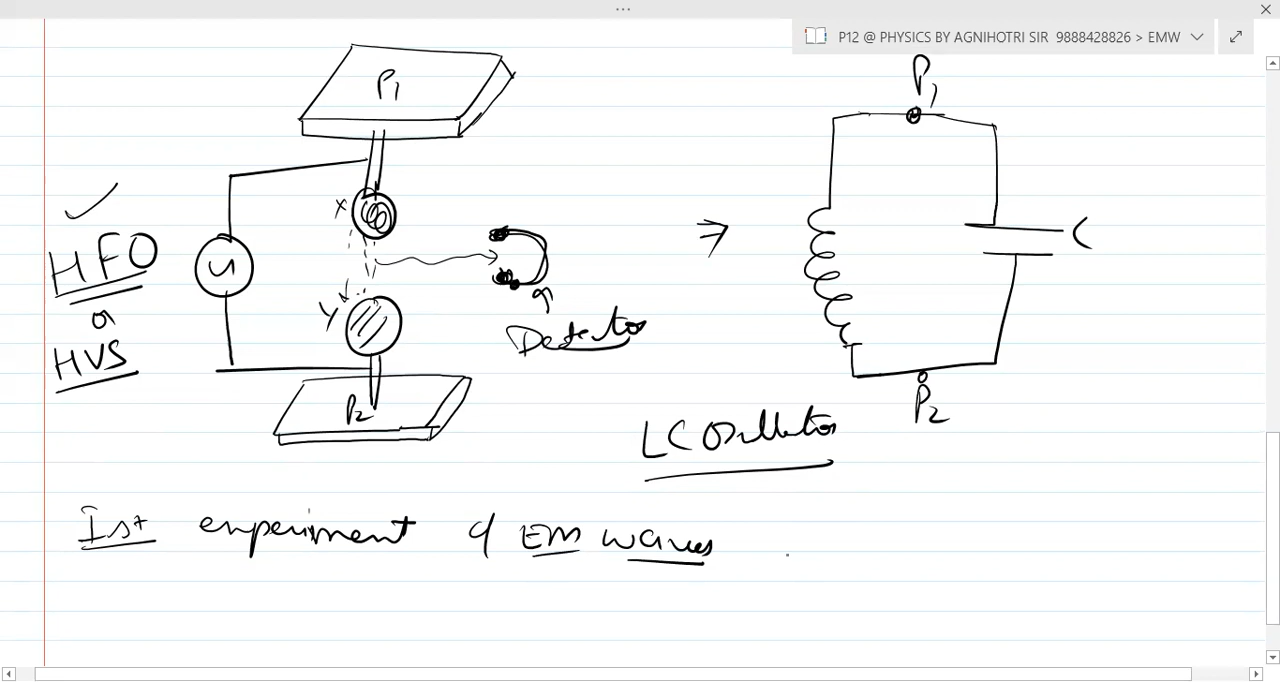 P12 @ PHYSICS BY AGNIHOTRI SIR 9888428826 > EMW
P1
P1
X
C
HFO
Y
or
Detector
HVS
P2
P2
LC Oscillator
Ist experiment of EM waves